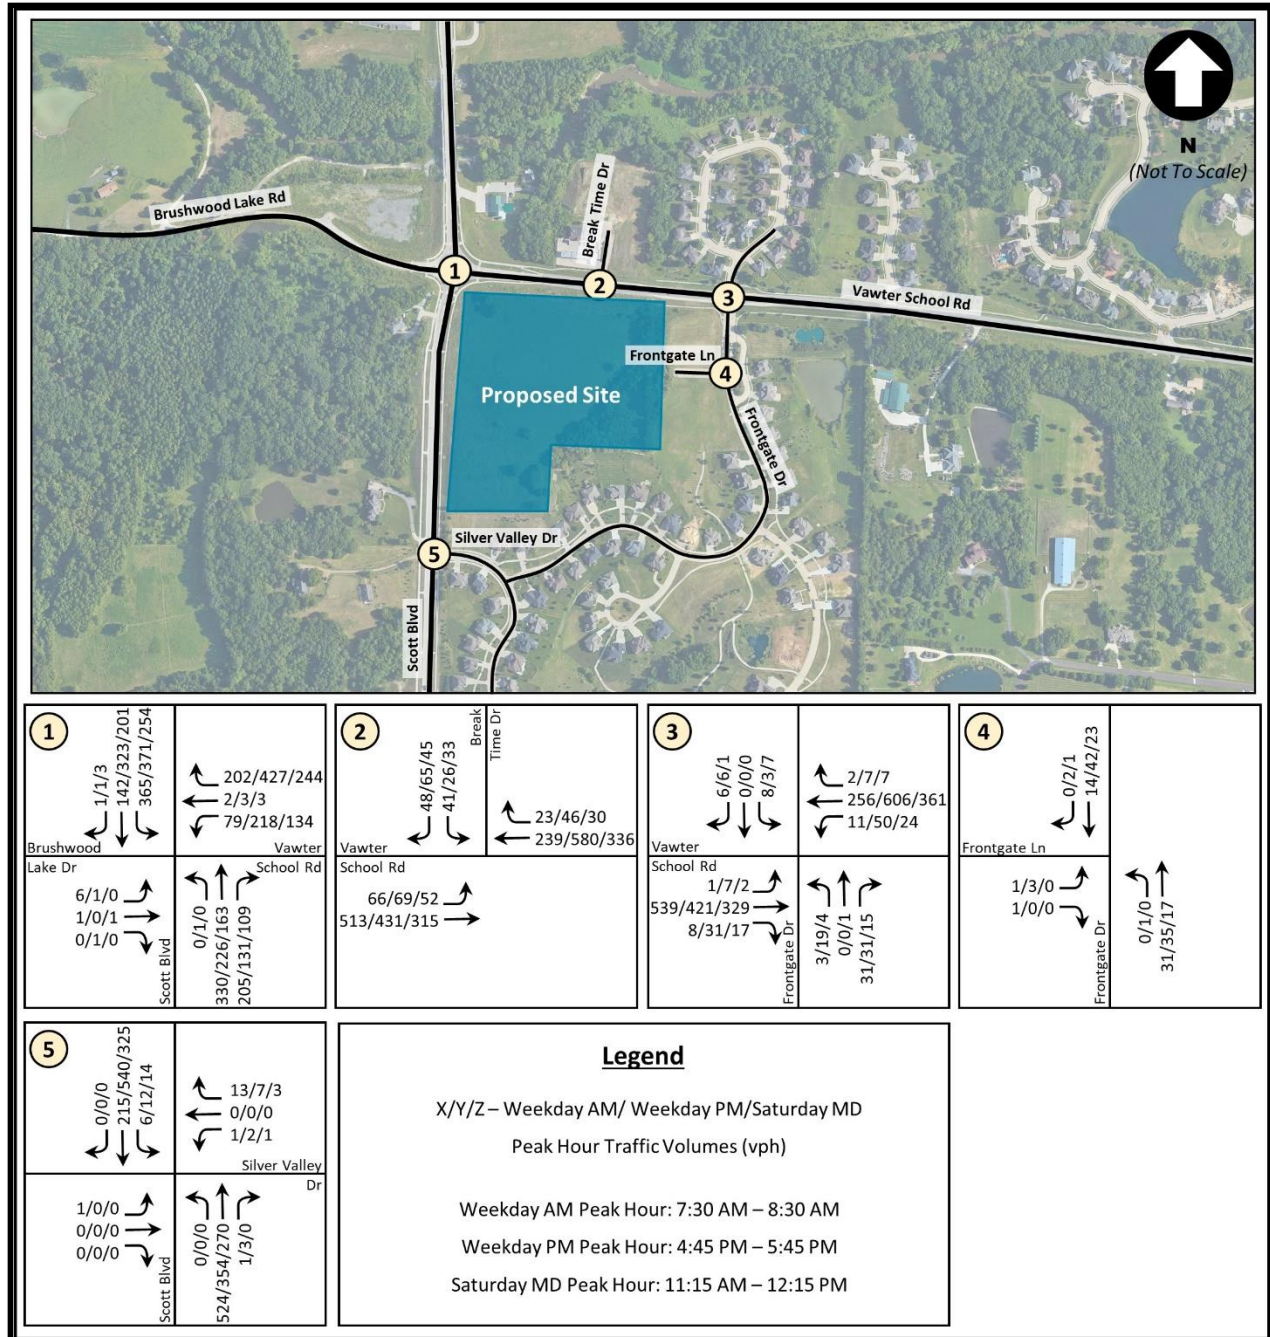 N
(Not To Scale)
Brushwood Lake Rd
Break Time Dr
1
2
3
Vawter School Rd
Frontgate Ln
4
Proposed Site
Frontgate Dr
Silver Valley Dr
5
Scott Blvd
1
1/1/3
142/323/201
365/371/254
202/427/244
2/3/3
79/218/134
Brushwood
Lake Dr
Vawter
School Rd
6/1/0
1/0/1
0/1/0
Scott Blvd
0/1/0
330/226/163
205/131/109
2
48/65/45
41/26/33
Break
Time Dr
23/46/30
239/580/336
Vawter
School Rd
66/69/52
513/431/315
3
6/6/1
0/0/0
8/3/7
2/7/7
256/606/361
11/50/24
Vawter
School Rd
1/7/2
539/421/329
8/31/17
Frontgate Dr
3/19/4
0/0/1
31/31/15
4
0/2/1
14/42/23
Frontgate Ln
1/3/0
1/0/0
Frontgate Dr
0/1/0
31/35/17
5
0/0/0
215/540/325
6/12/14
13/7/3
0/0/0
1/2/1
Silver Valley
Dr
1/0/0
0/0/0
0/0/0
Scott Blvd
0/0/0
524/354/270
1/3/0
Legend
X/Y/Z – Weekday AM/ Weekday PM/Saturday MD
Peak Hour Traffic Volumes (vph)
Weekday AM Peak Hour: 7:30 AM – 8:30 AM
Weekday PM Peak Hour: 4:45 PM – 5:45 PM
Saturday MD Peak Hour: 11:15 AM – 12:15 PM